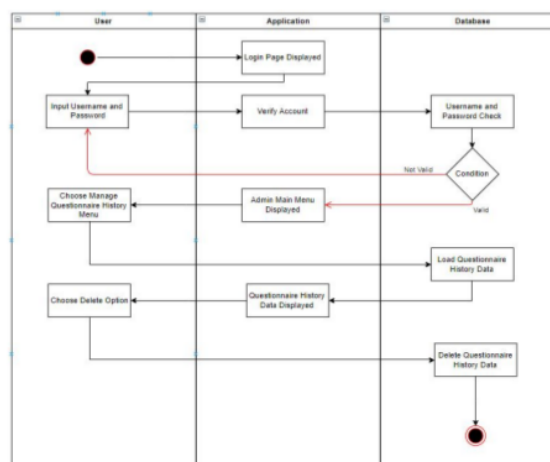 User
Application
Database
Login Page Displayed
Input Username and
Password
Verify Account
Username and
Password Check
Not Valid
Condition
Choose Manage
Questionnaire History
Menu
Admin Main Menu
Displayed
Valid
Load Questionnaire
History Data
Choose Delete Option
Questionnaire History
Data Displayed
Delete Questionnaire
History Data